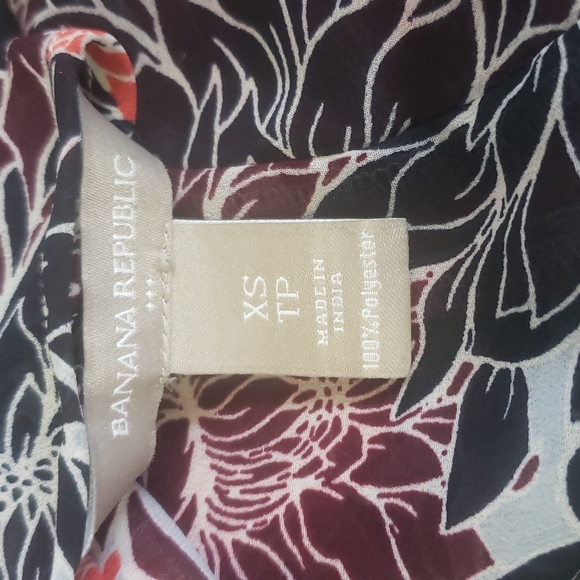 BANANA REPUBLIC
XS
TP
MADE IN
INDIA
100% Polyester